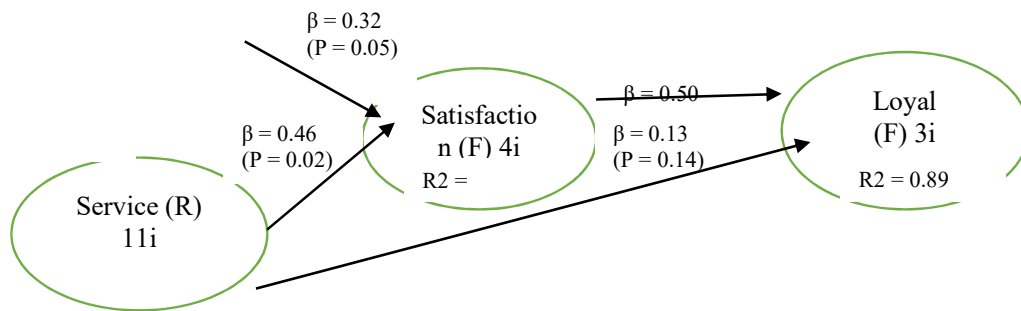 β = 0.32
(P = 0.05)
β = 0.46
(P = 0.02)
Satisfactio
n (F) 4i
R2 =
β = 0.50
β = 0.13
(P = 0.14)
Loyal
(F) 3i
R2 = 0.89
Service (R)
11i